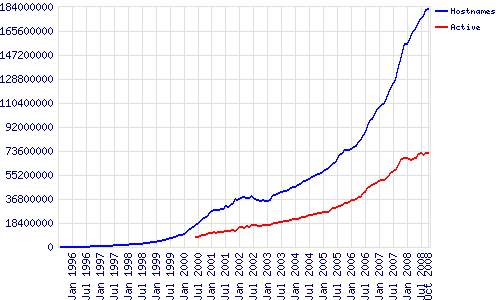 184000000
165600000
147200000
128800000
110400000
92000000
73600000
55200000
36800000
18400000
0
Hostnames
Active
Jan 1996
Jul 1996
Jan 1997
Jul 1997
Jan 1998
Jul 1998
Jan 1999
Jul 1999
Jan 2000
Jul 2000
Jan 2001
Jul 2001
Jan 2002
Jul 2002
Jan 2003
Jul 2003
Jan 2004
Jul 2004
Jan 2005
Jul 2005
Jan 2006
Jul 2006
Jan 2007
Jul 2007
Jan 2008
Jul 2008
Oct 2008